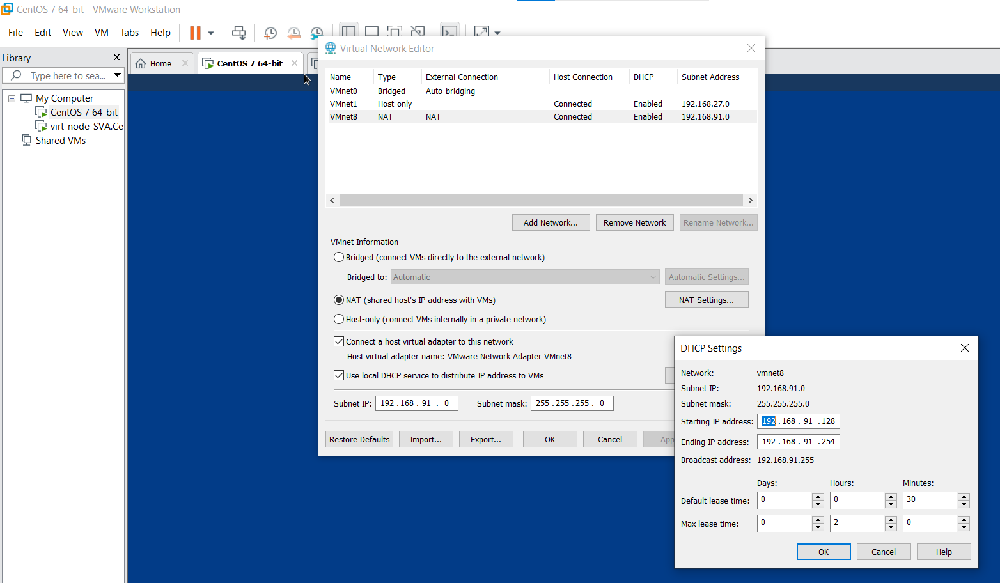 CentOS 7 64-bit - VMware Workstation
File Edit View VM Tabs Help
Library
Type here to sea...
My Computer
CentOS 7 64-bit
virt-node-SVA.Ce
Shared VMs
Home
CentOS 7 64-bit
Virtual Network Editor
Name Type External Connection Host Connection DHCP Subnet Address
VMnet0 Bridged Auto-bridging - - -
VMnet1 Host-only - Connected Enabled 192.168.27.0
VMnet8 NAT NAT Connected Enabled 192.168.91.0
Add Network... Remove Network Rename Network...
VMnet Information
Bridged (connect VMs directly to the external network)
Bridged to: Automatic Automatic Settings...
NAT (shared host's IP address with VMs) NAT Settings...
Host-only (connect VMs internally in a private network)
Connect a host virtual adapter to this network
Host virtual adapter name: VMware Network Adapter VMnet8
Use local DHCP service to distribute IP address to VMs
Subnet IP: 192 . 168 . 91 . 0 Subnet mask: 255 . 255 . 255 . 0
Restore Defaults Import... Export... OK Cancel App
DHCP Settings
Network: vmnet8
Subnet IP: 192.168.91.0
Subnet mask: 255.255.255.0
Starting IP address: 192 . 168 . 91 . 128
Ending IP address: 192 . 168 . 91 . 254
Broadcast address: 192.168.91.255
Days: Hours: Minutes:
Default lease time: 0 0 30
Max lease time: 0 2 0
OK Cancel Help